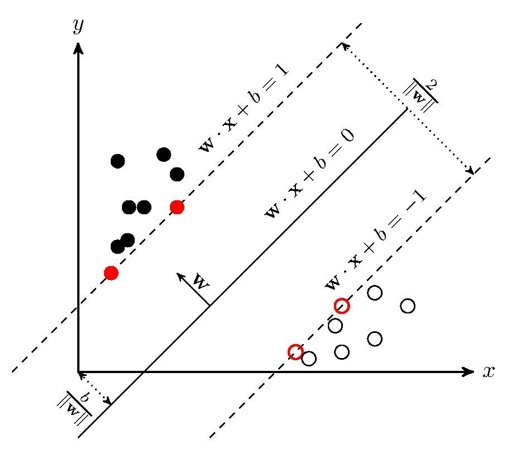 y
w · x + b = 1
2
‖w‖
w · x + b = 0
w · x + b = −1
w
x
b
‖w‖